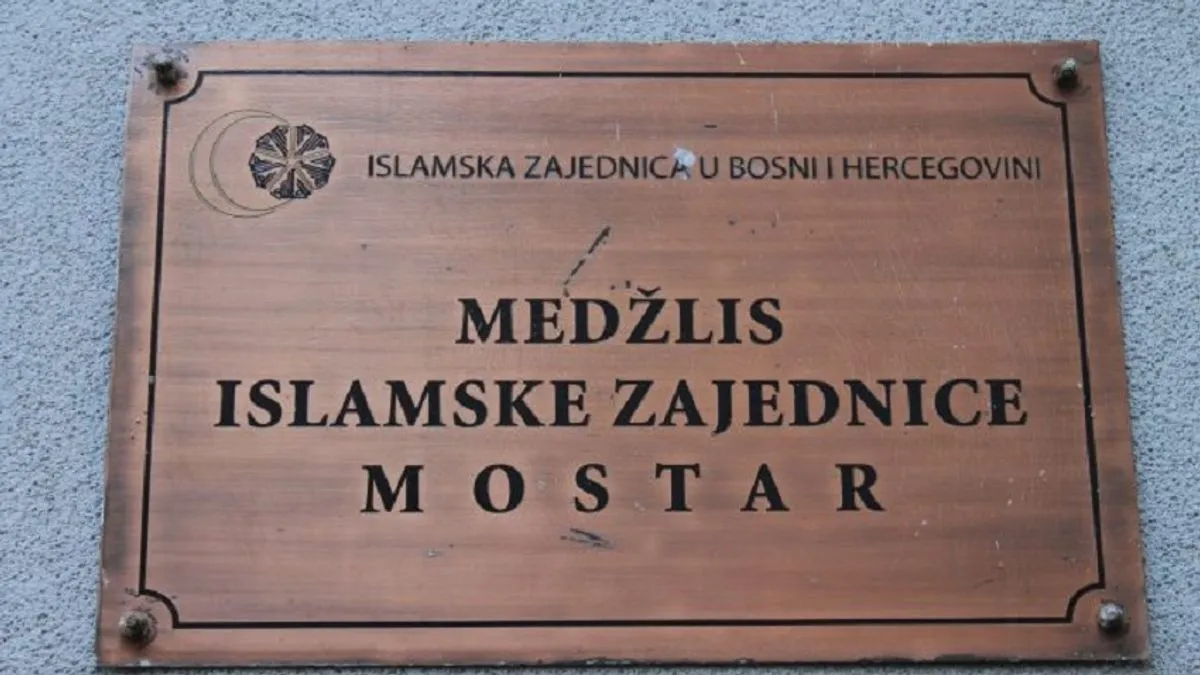 ISLAMSKA ZAJEDNICA U BOSNI I HERCEGOVINI
MEDŽLIS
ISLAMSKE ZAJEDNICE
MOSTAR